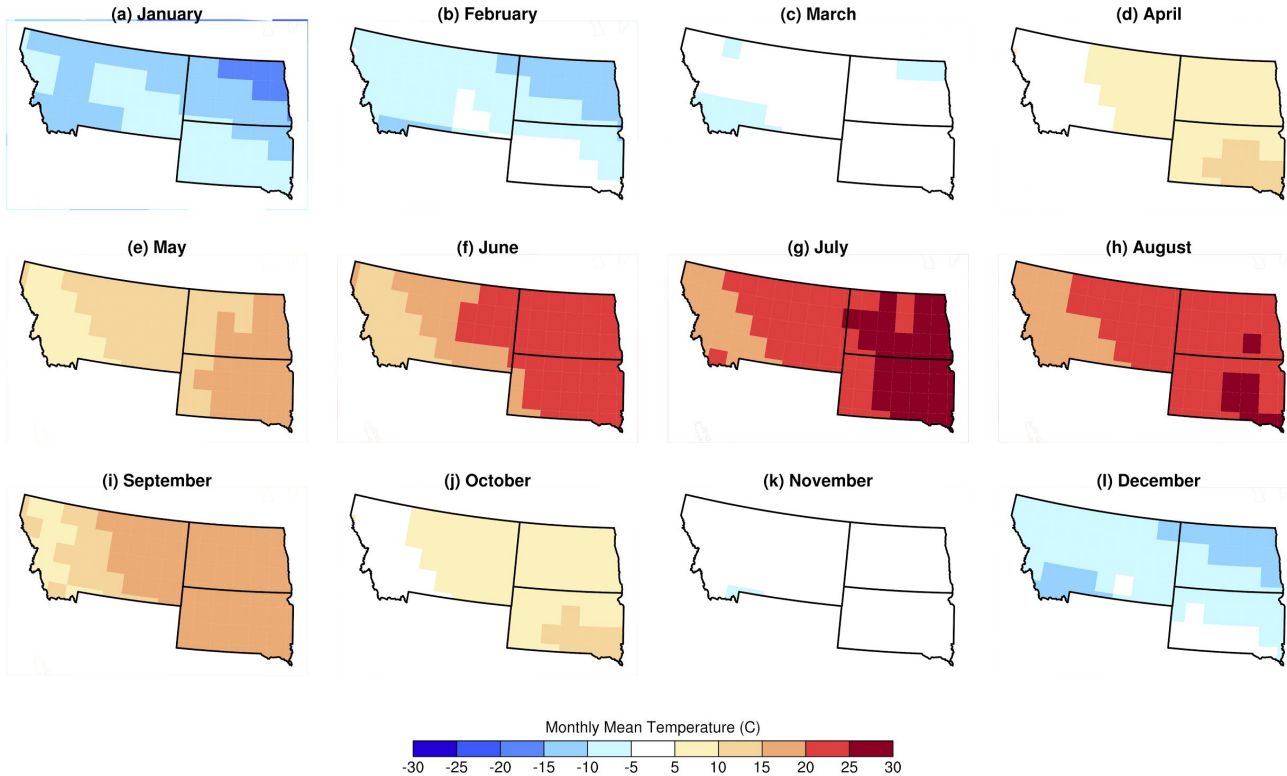 (a) January
(b) February
(c) March
(d) April
(e) May
(f) June
(g) July
(h) August
(i) September
(j) October
(k) November
(l) December
Monthly Mean Temperature (C)
-30 -25 -20 -15 -10 -5 5 10 15 20 25 30